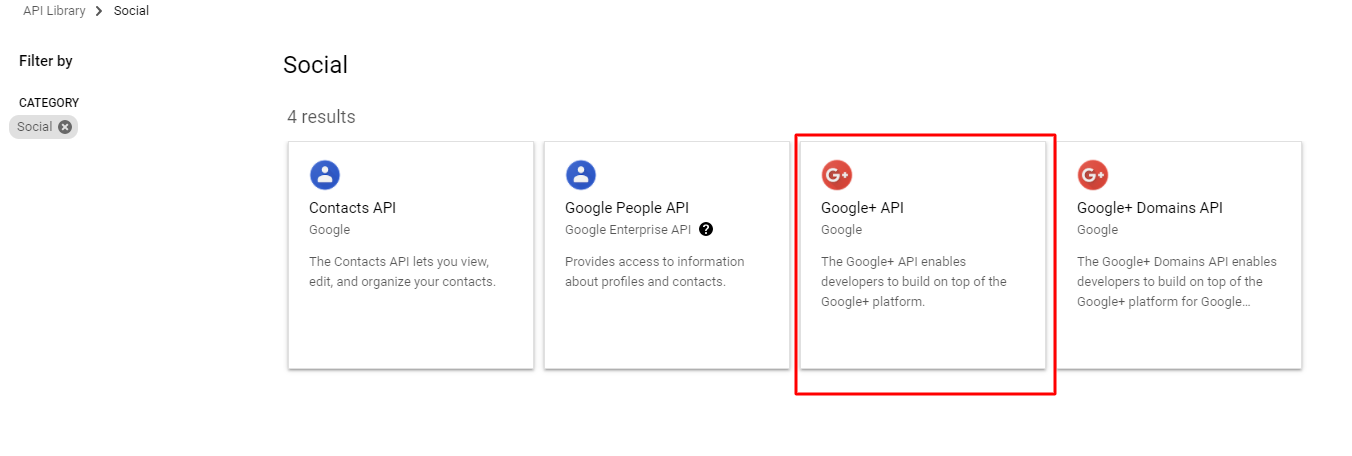 API Library > Social
Filter by
CATEGORY
Social
Social
4 results
Contacts API
Google
The Contacts API lets you view,
edit, and organize your contacts.
Google People API
Google Enterprise API ?
Provides access to information
about profiles and contacts.
G+
Google+ API
Google
The Google+ API enables
developers to build on top of the
Google+ platform.
G+
Google+ Domains API
Google
The Google+ Domains API enables
developers to build on top of the
Google+ platform for Google…